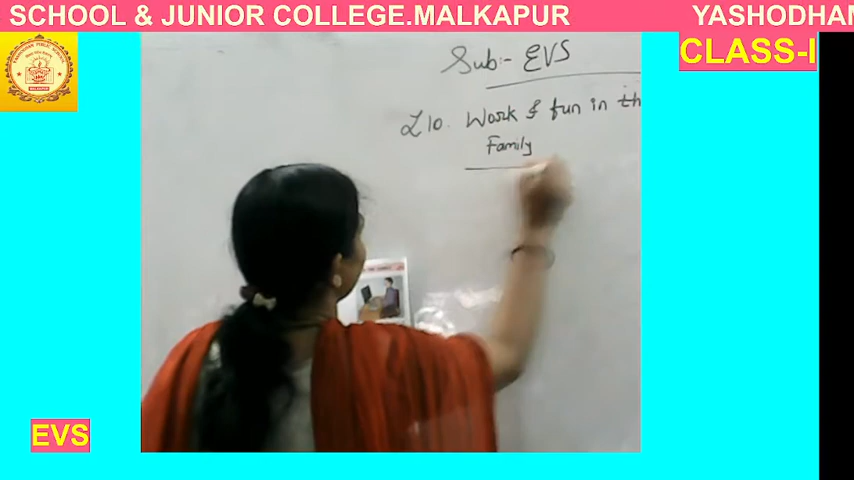 SCHOOL & JUNIOR COLLEGE.MALKAPUR YASHODHAN
CLASS-I
Sub:- EVS
L10. Work & fun in th
Family
EVS